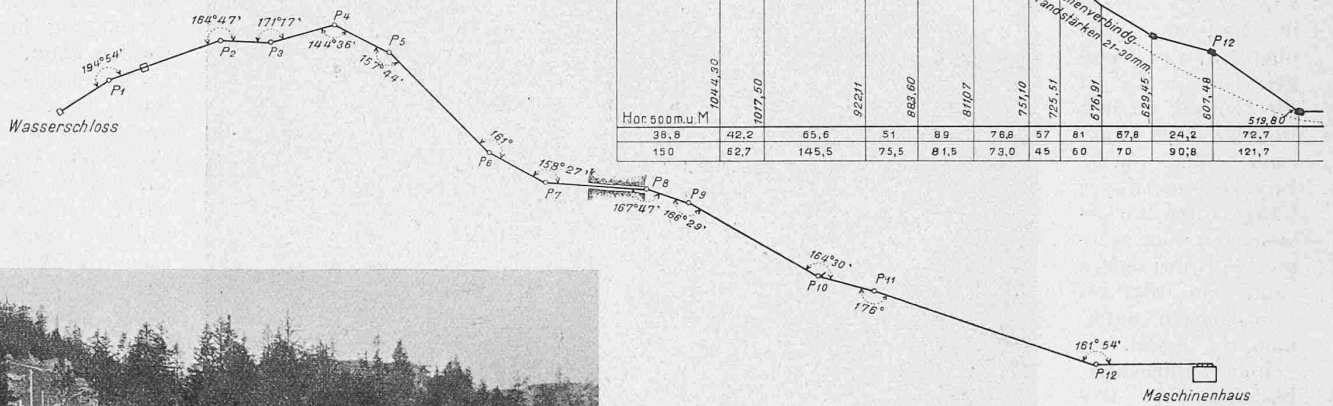 Wasserschloss
194°54'
P1
164°47'
P2
171°17'
P3
P4
144°36'
P5
157°44'
P6
161°
P7
158°27'
P8
167°47'
P9
166°29'
P10
164°30'
P11
176°
P12
161°54'
Maschinenhaus
Wandstärken 21-30mm
P12
Hor. 500m.u.M
1044,30 1017,50 922,11 883,60 811,07 751,10 725,51 676,91 629,45 607,48 519,80
38,8 42,2 65,6 51 89 76,8 57 81 67,8 24,2 72,7
150 62,7 145,5 75,5 81,5 73,0 45 60 70 90,8 121,7